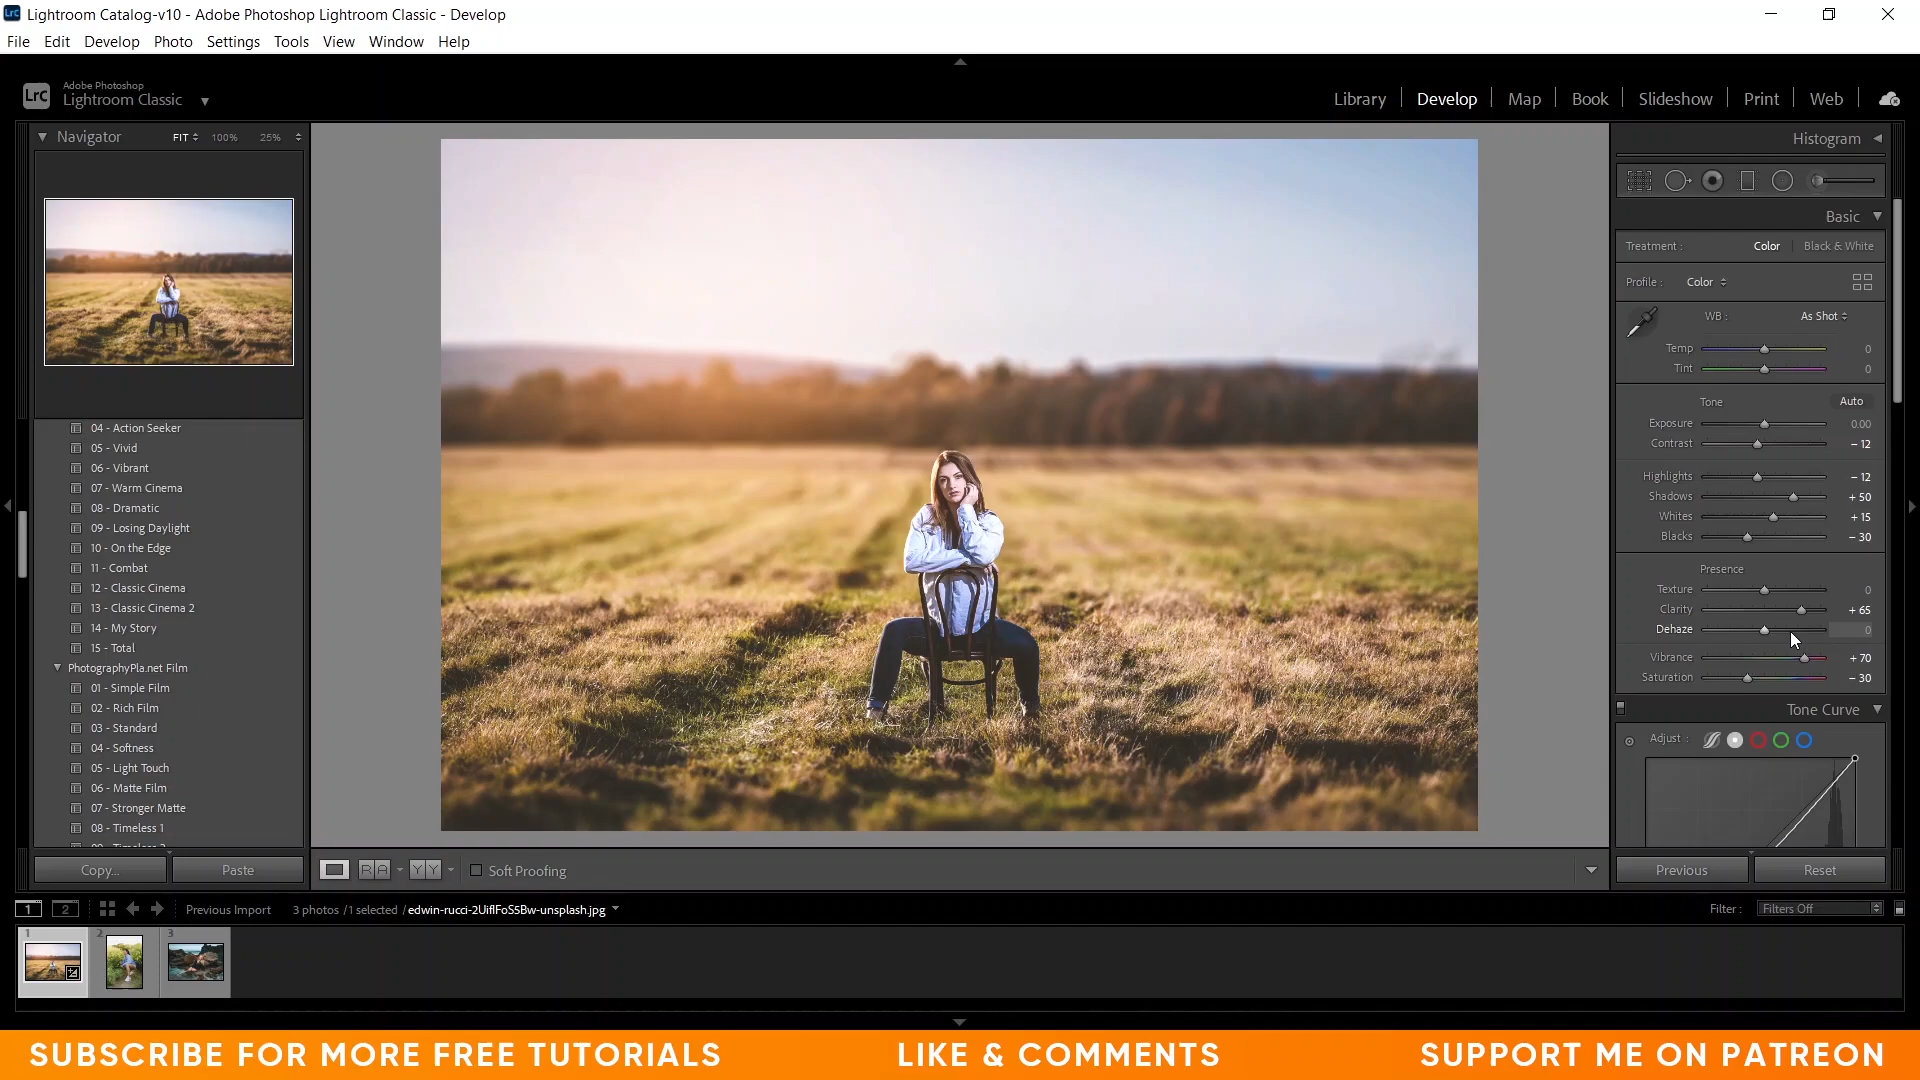 Lightroom Catalog-v10 - Adobe Photoshop Lightroom Classic - Develop
File Edit Develop Photo Settings Tools View Window Help
LrC
Adobe Photoshop
Lightroom Classic
Library Develop Map Book Slideshow Print Web
Navigator FIT 100% 25%
04 - Action Seeker
05 - Vivid
06 - Vibrant
07 - Warm Cinema
08 - Dramatic
09 - Losing Daylight
10 - On the Edge
11 - Combat
12 - Classic Cinema
13 - Classic Cinema 2
14 - My Story
15 - Total
PhotographyPla.net Film
01 - Simple Film
02 - Rich Film
03 - Standard
04 - Softness
05 - Light Touch
06 - Matte Film
07 - Stronger Matte
08 - Timeless 1
Copy... Paste
RA YY Soft Proofing
Histogram
Basic
Treatment : Color Black & White
Profile : Color
WB : As Shot
Temp 0
Tint 0
Tone Auto
Exposure 0.00
Contrast – 12
Highlights – 12
Shadows + 50
Whites + 15
Blacks – 30
Presence
Texture 0
Clarity + 65
Dehaze 0
Vibrance + 70
Saturation – 30
Tone Curve
Adjust :
Previous Reset
1 2 Previous Import 3 photos / 1 selected / edwin-rucci-2UiflFoS5Bw-unsplash.jpg Filter : Filters Off
1 2 3
SUBSCRIBE FOR MORE FREE TUTORIALS LIKE & COMMENTS SUPPORT ME ON PATREON